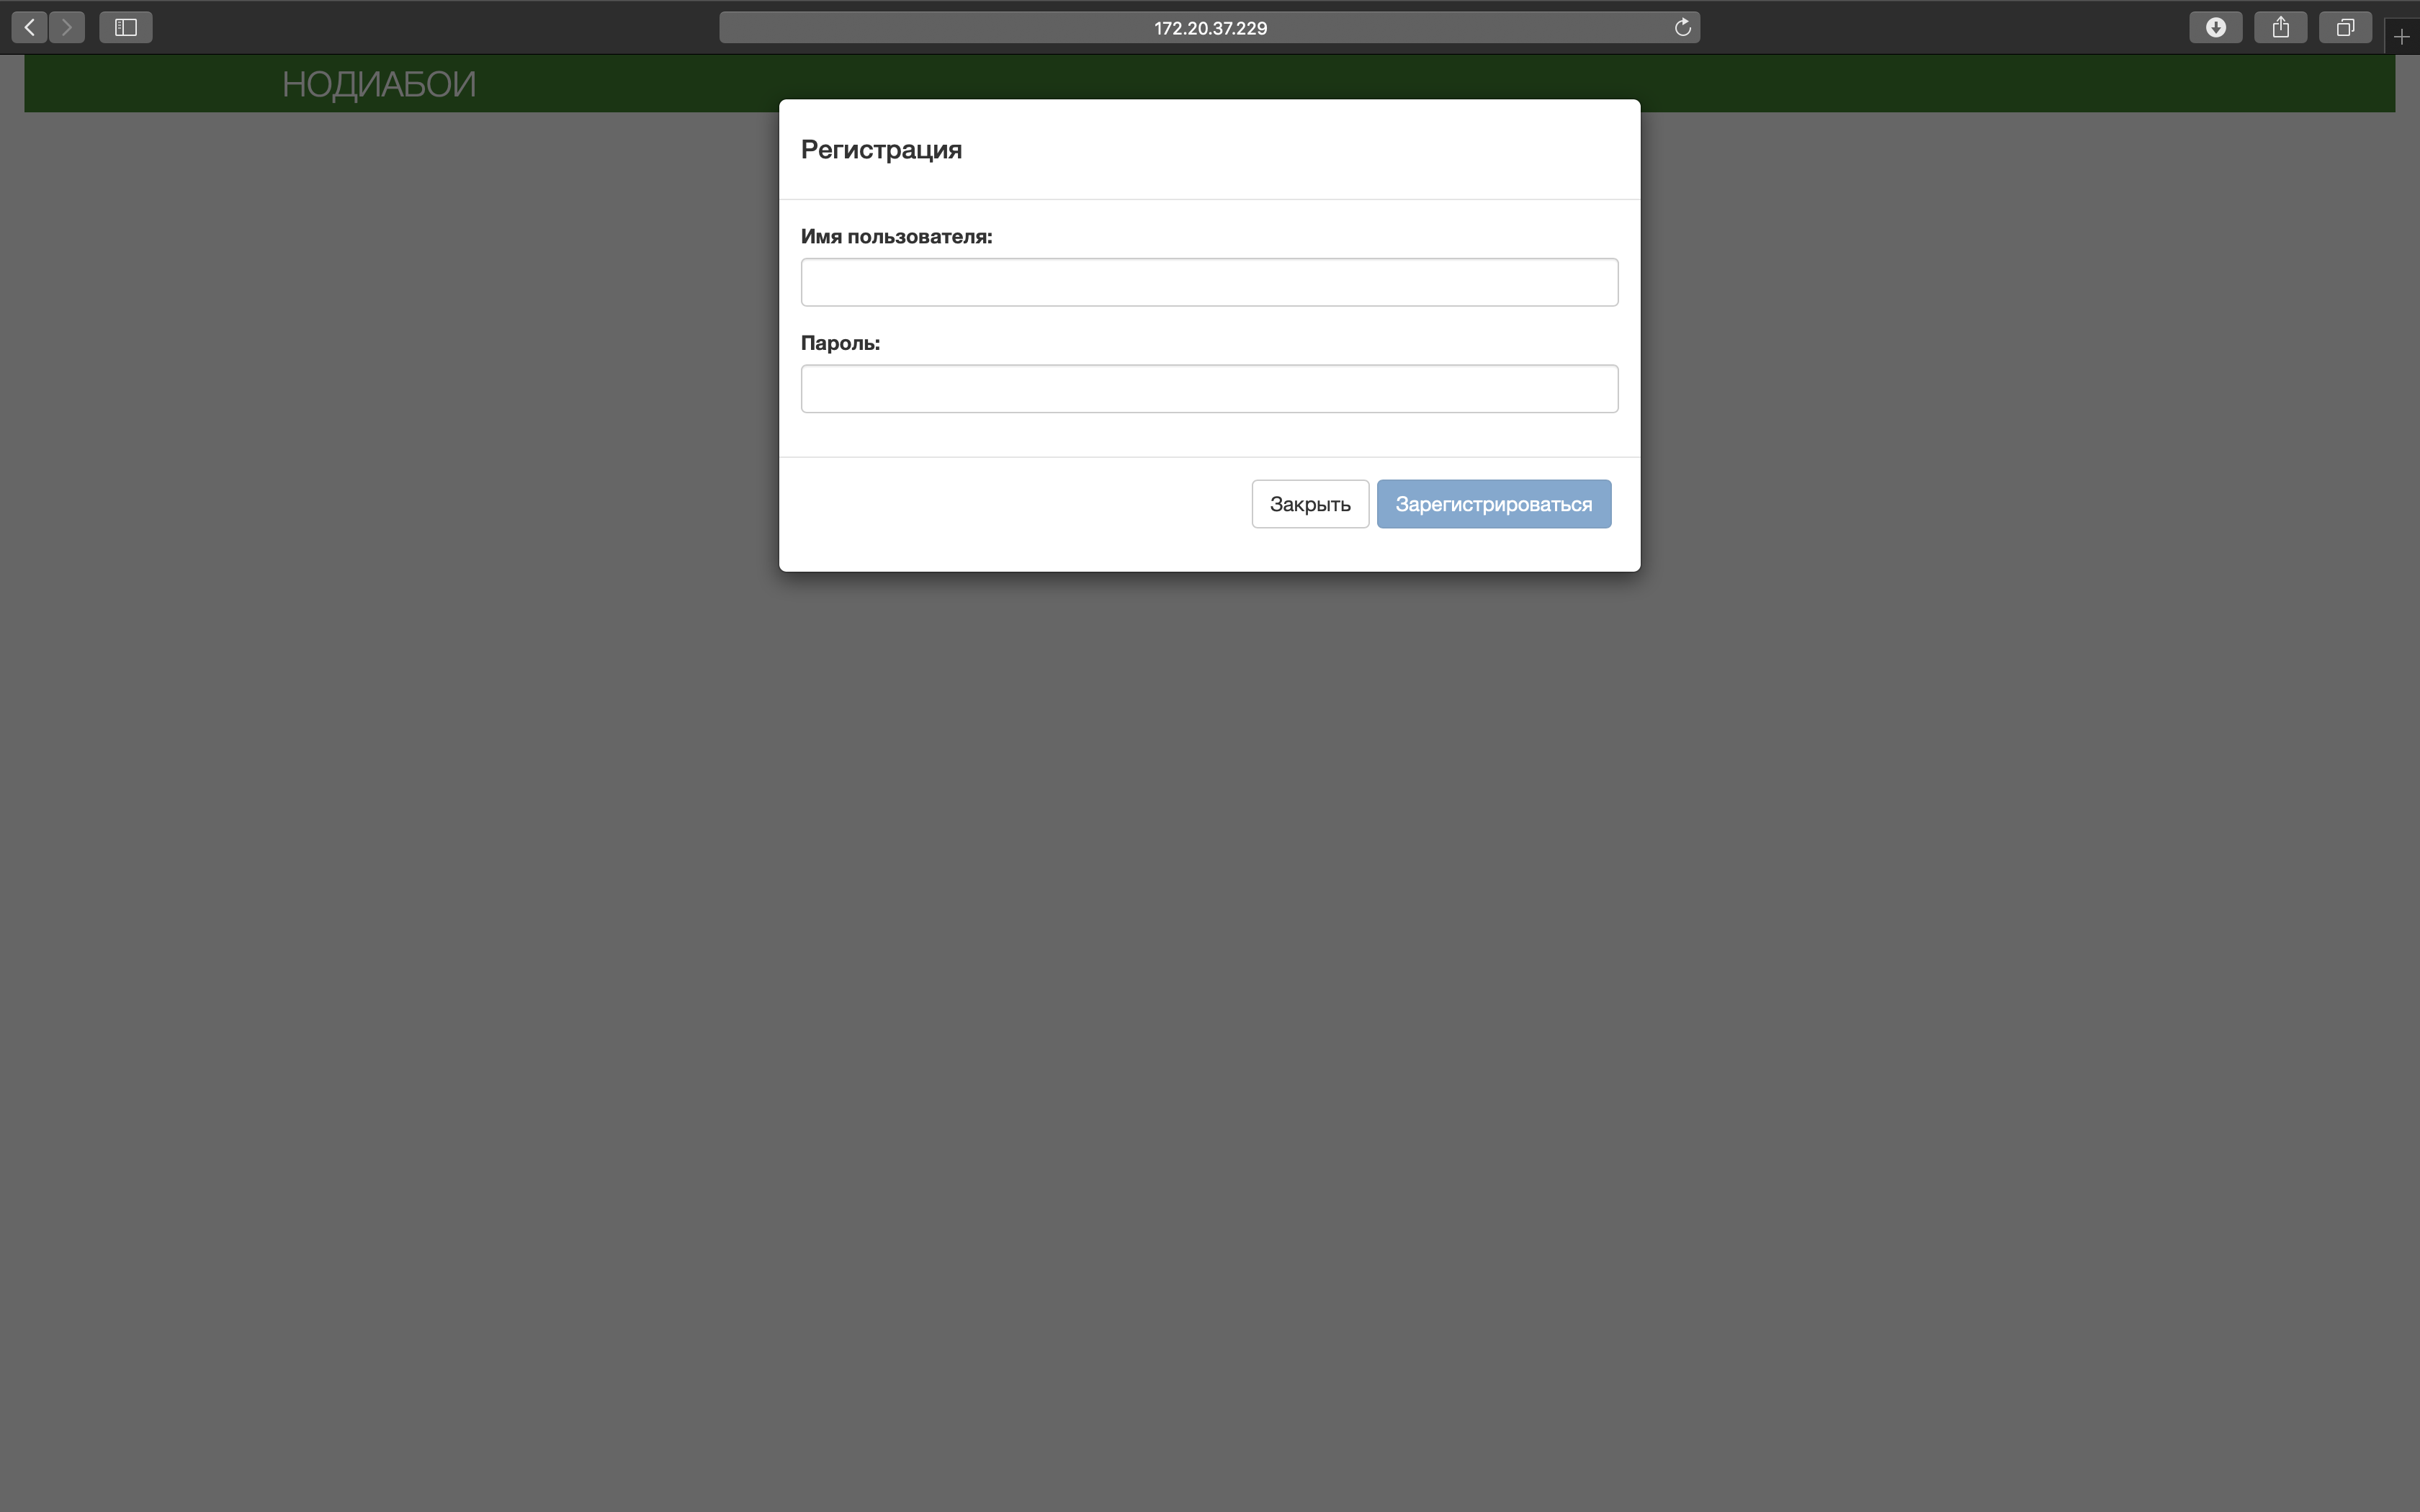 172.20.37.229
НОДИАБОИ
Регистрация
Имя пользователя:
Пароль:
Закрыть Зарегистрироваться